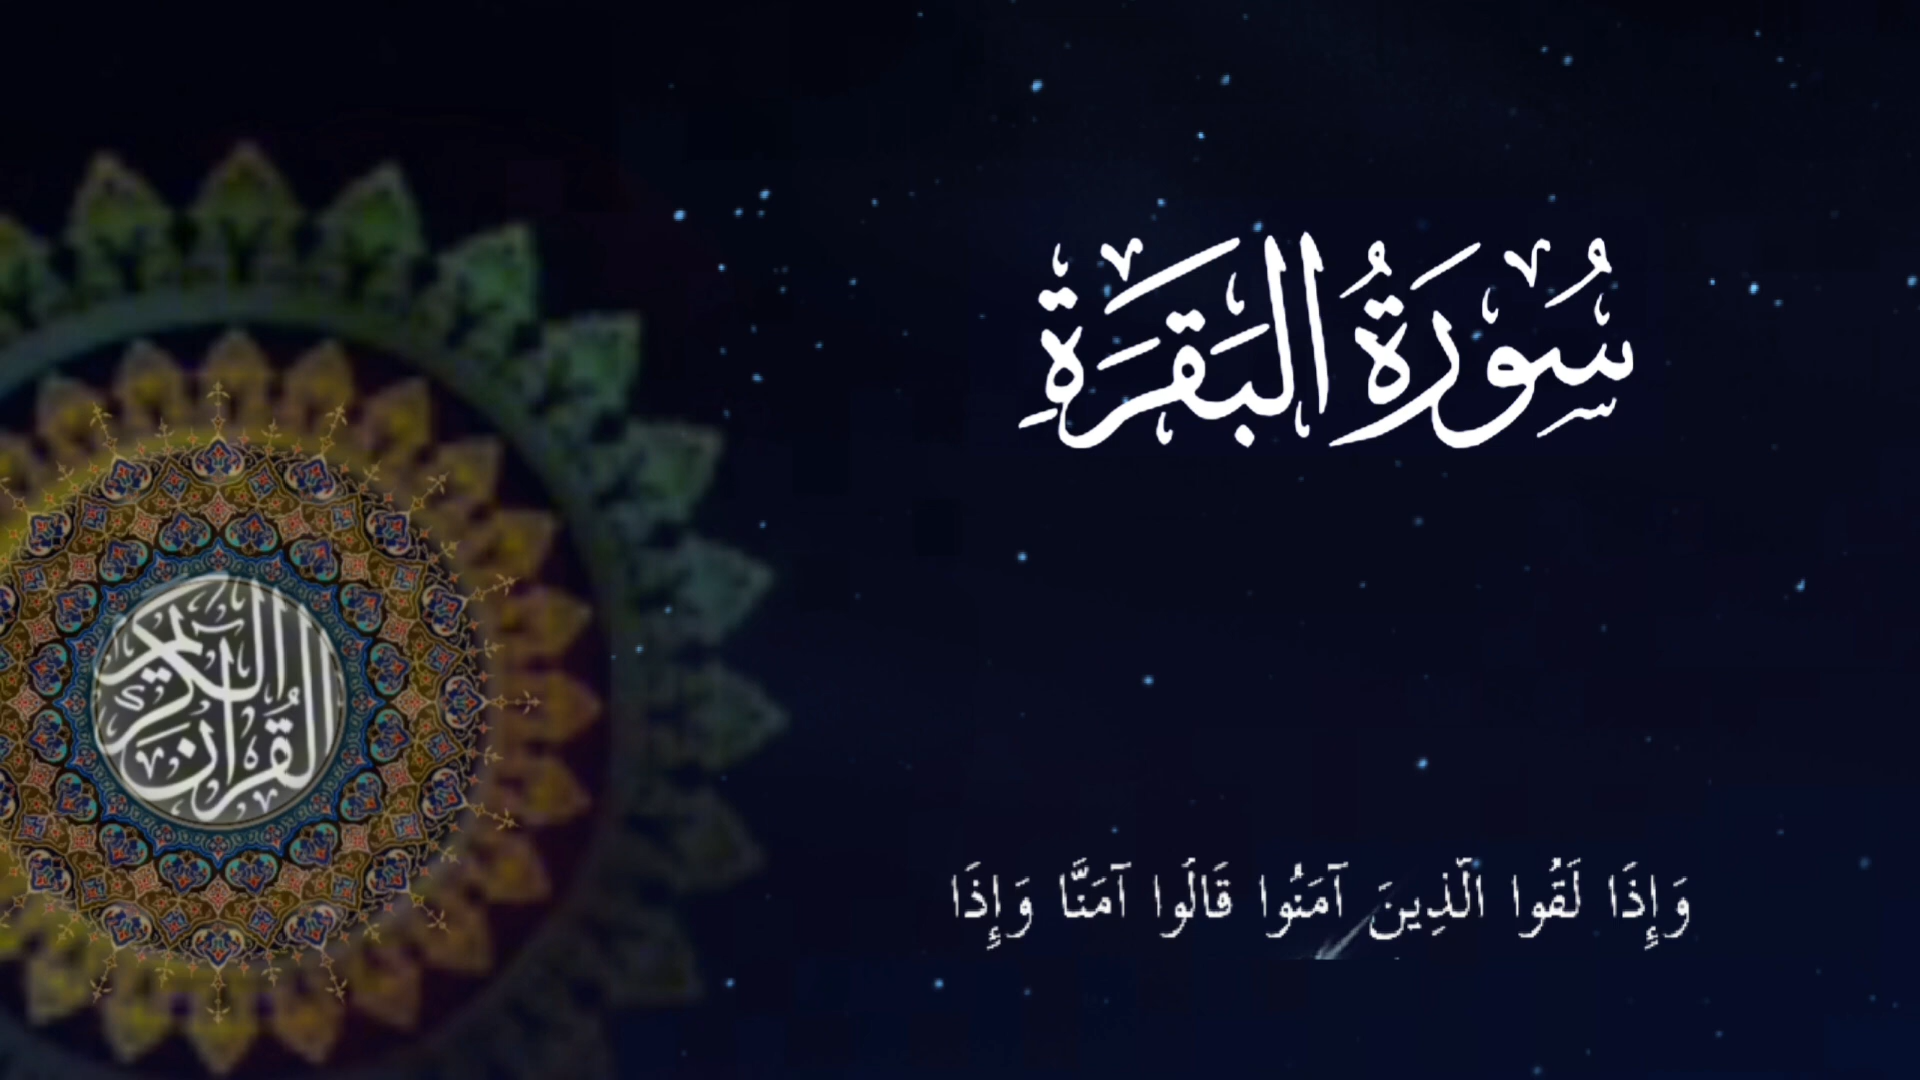 سُورَةُ البَقَرَةِ
القُرآن الكريم
وَإِذَا لَقُوا الَّذِينَ آمَنُوا قَالُوا آمَنَّا وَإِذَا